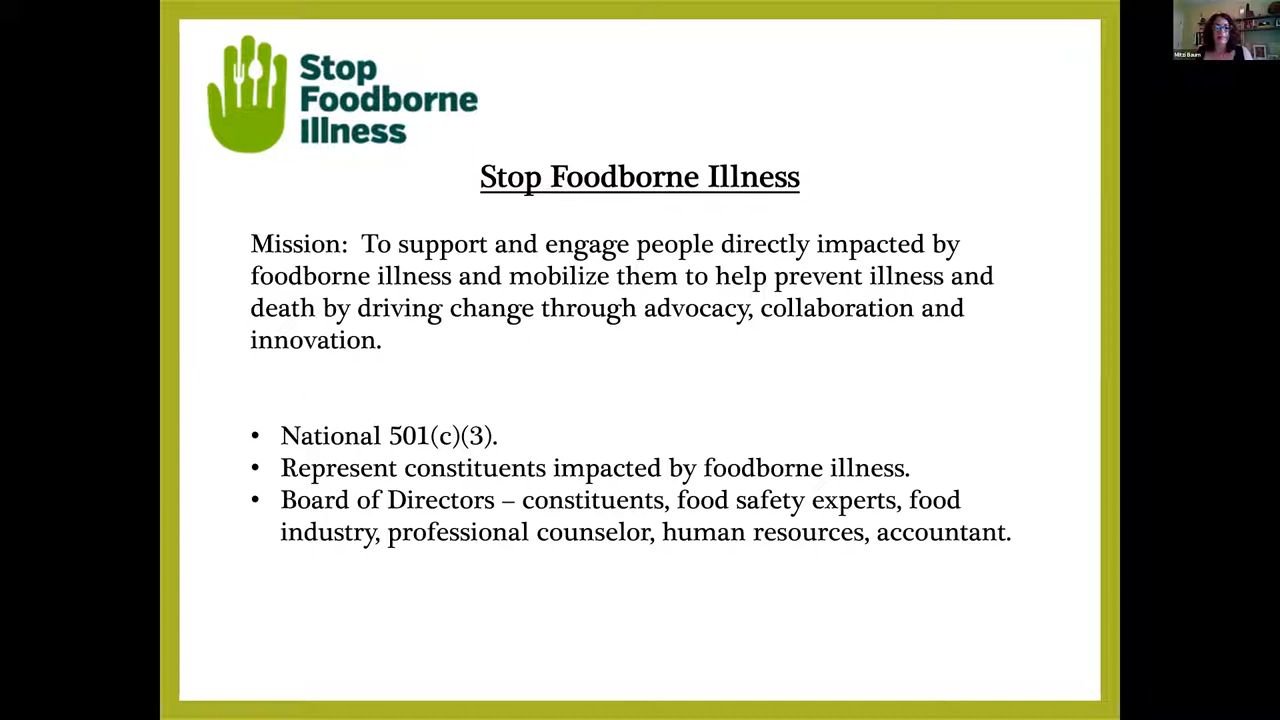 Stop
Foodborne
Illness
Mitzi Baum
Stop Foodborne Illness
Mission: To support and engage people directly impacted by
foodborne illness and mobilize them to help prevent illness and
death by driving change through advocacy, collaboration and
innovation.
• National 501(c)(3).
• Represent constituents impacted by foodborne illness.
• Board of Directors – constituents, food safety experts, food
industry, professional counselor, human resources, accountant.